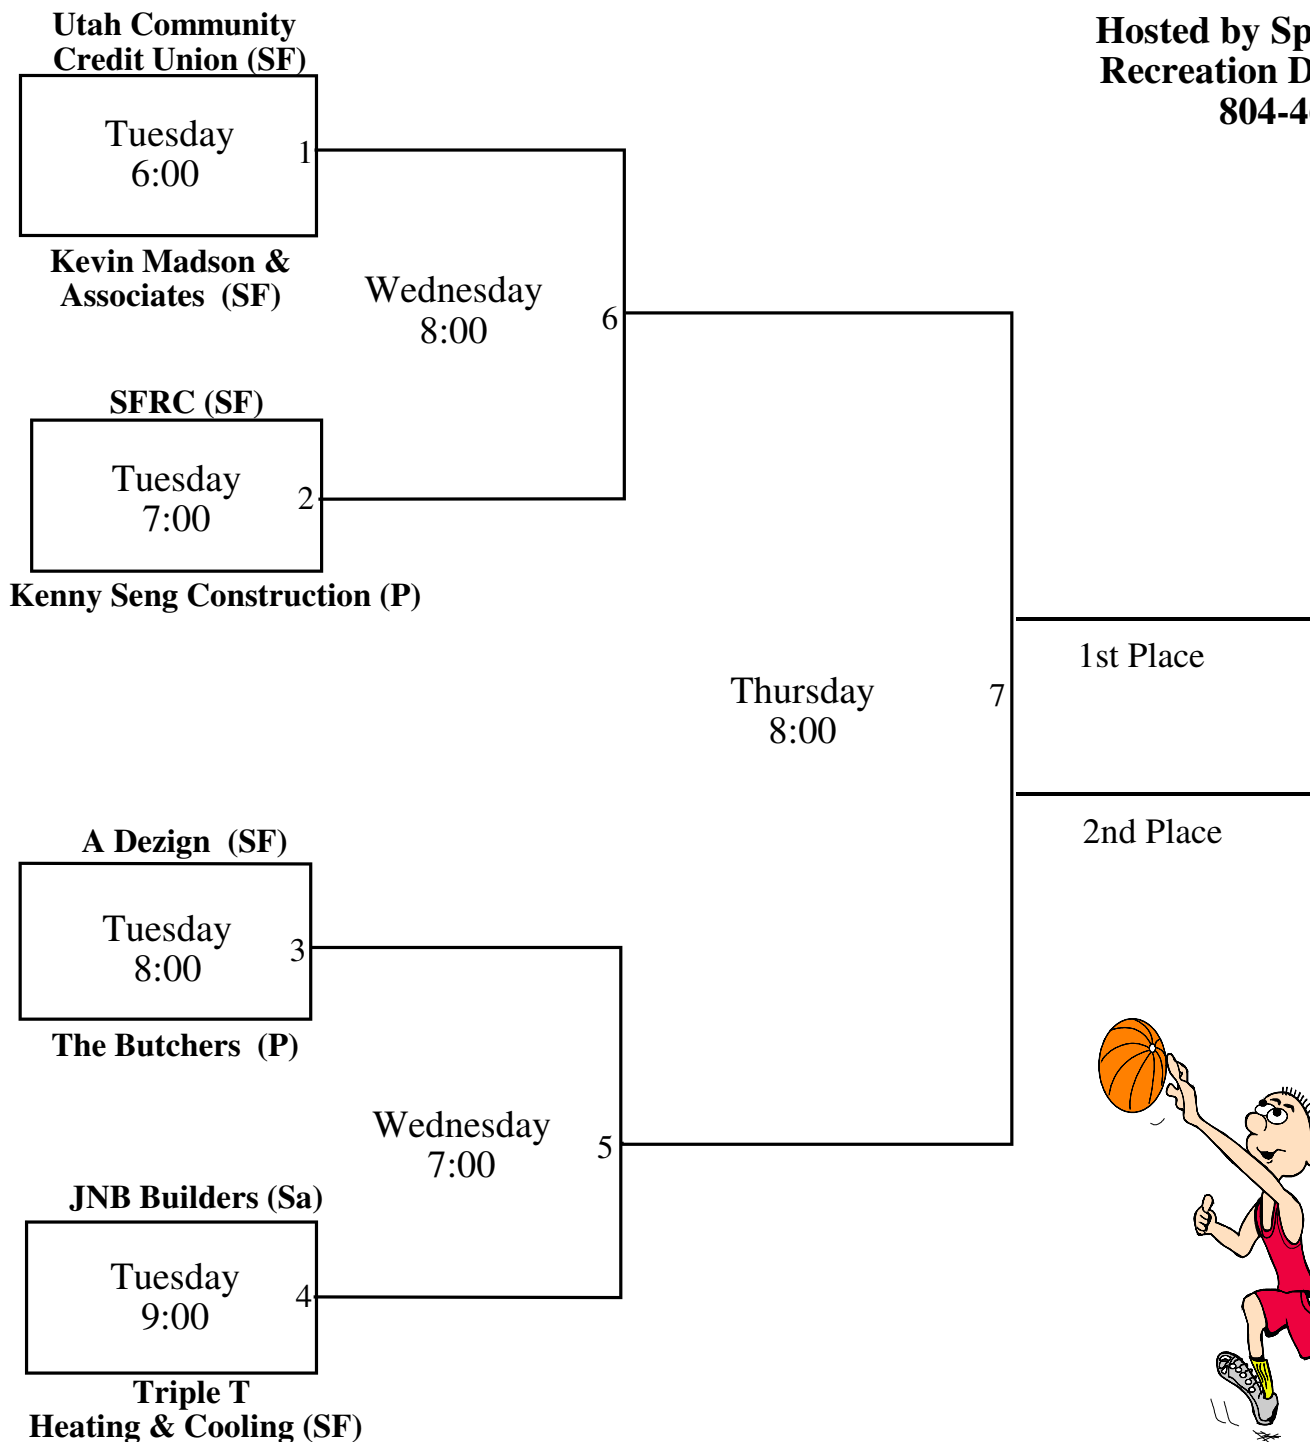 Utah Community
Credit Union (SF)
Hosted by Sp
Recreation D
804-4
Tuesday
6:00
1
Kevin Madson &
Associates (SF)
Wednesday
8:00
6
SFRC (SF)
Tuesday
7:00
2
Kenny Seng Construction (P)
1st Place
Thursday
8:00
7
2nd Place
A Dezign (SF)
Tuesday
8:00
3
The Butchers (P)
Wednesday
7:00
5
JNB Builders (Sa)
Tuesday
9:00
4
Triple T
Heating & Cooling (SF)